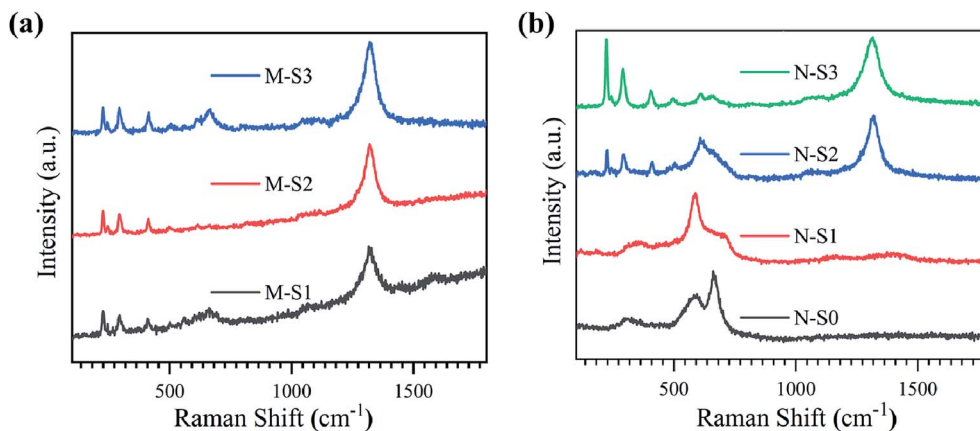 (a)
Intensity (a.u.)
M-S3
M-S2
M-S1
500
1000
1500
Raman Shift (cm⁻¹)
(b)
Intensity (a.u.)
N-S3
N-S2
N-S1
N-S0
500
1000
1500
Raman Shift (cm⁻¹)